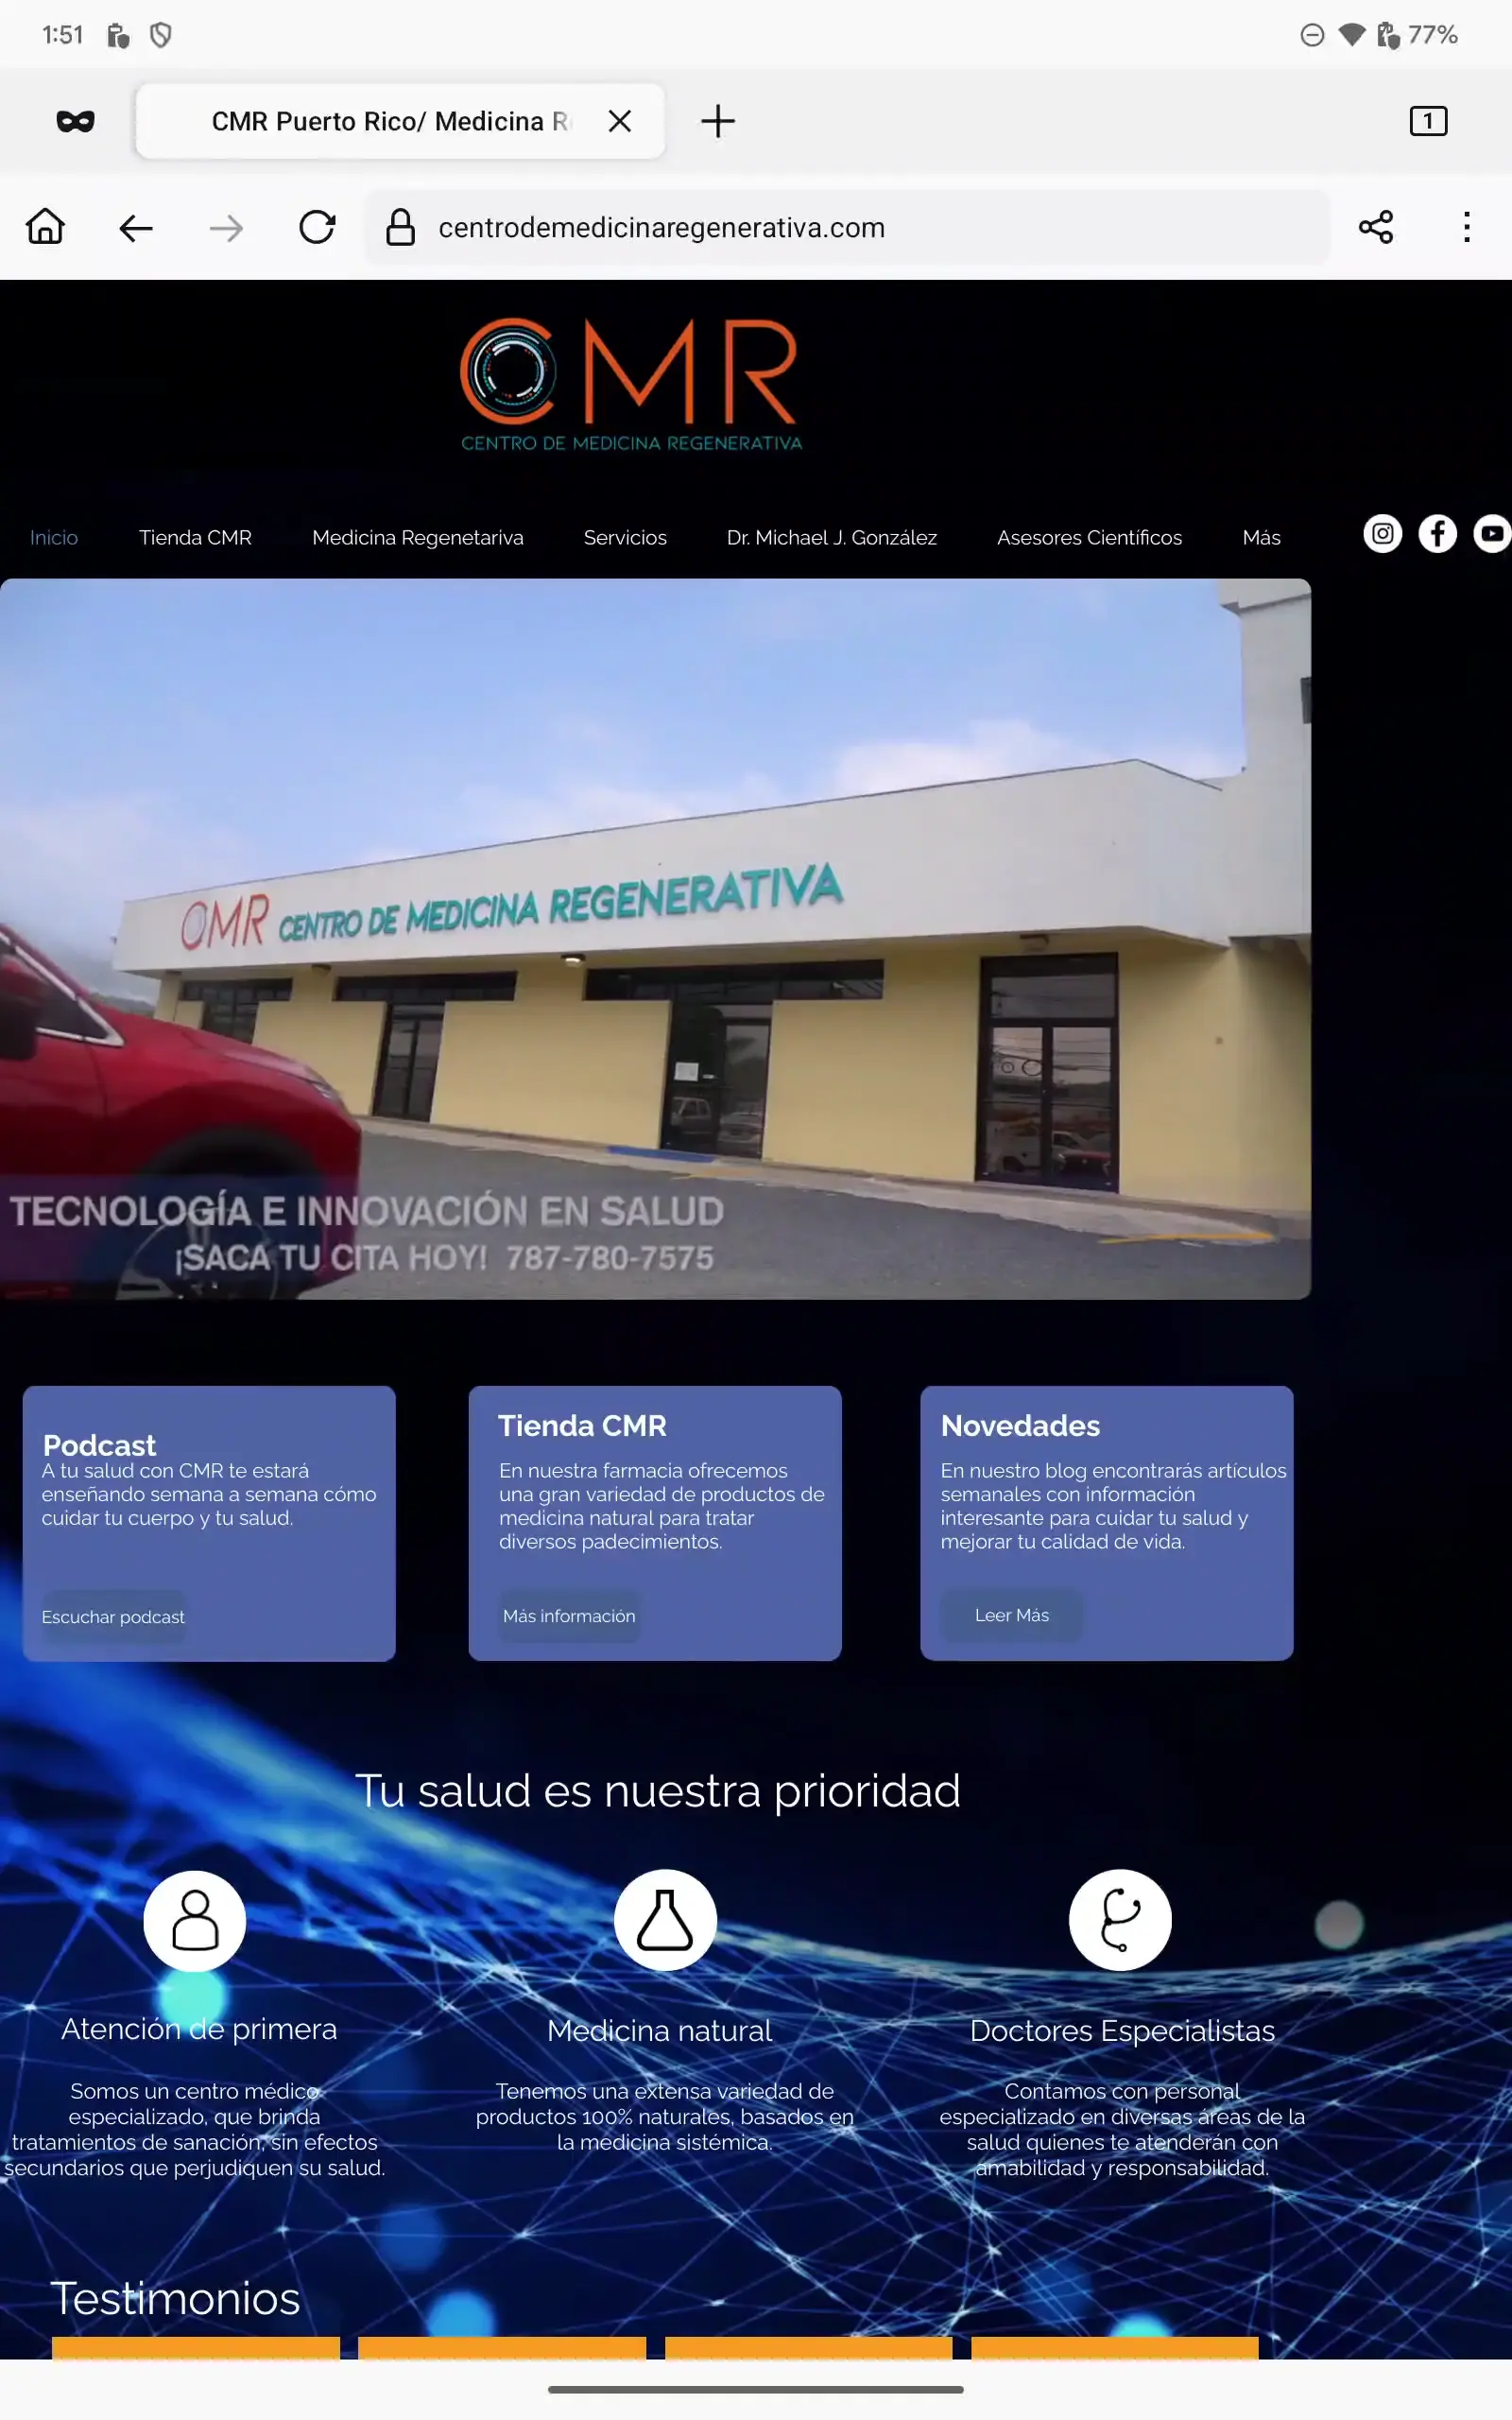 1:51
77%
CMR Puerto Rico/ Medicina R
1
centrodemedicinaregenerativa.com
CMR
CENTRO DE MEDICINA REGENERATIVA
Inicio
Tienda CMR
Medicina Regenetariva
Servicios
Dr. Michael J. González
Asesores Científicos
Más
CMR CENTRO DE MEDICINA REGENERATIVA
TECNOLOGÍA E INNOVACIÓN EN SALUD
¡SACA TU CITA HOY! 787-780-7575
Podcast
A tu salud con CMR te estará
enseñando semana a semana cómo
cuidar tu cuerpo y tu salud.
Escuchar podcast
Tienda CMR
En nuestra farmacia ofrecemos
una gran variedad de productos de
medicina natural para tratar
diversos padecimientos.
Más información
Novedades
En nuestro blog encontrarás artículos
semanales con información
interesante para cuidar tu salud y
mejorar tu calidad de vida.
Leer Más
Tu salud es nuestra prioridad
Atención de primera
Somos un centro médico
especializado, que brinda
tratamientos de sanación, sin efectos
secundarios que perjudiquen su salud.
Medicina natural
Tenemos una extensa variedad de
productos 100% naturales, basados en
la medicina sistémica.
Doctores Especialistas
Contamos con personal
especializado en diversas áreas de la
salud quienes te atenderán con
amabilidad y responsabilidad.
Testimonios